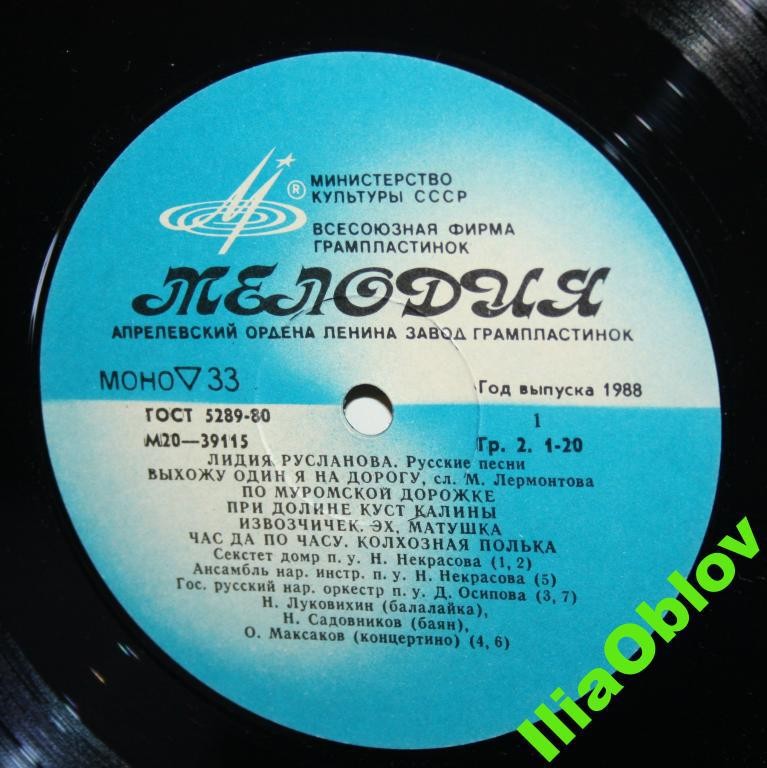 ®
МИНИСТЕРСТВО
КУЛЬТУРЫ СССР
ВСЕСОЮЗНАЯ ФИРМА
ГРАМПЛАСТИНОК
МЕЛОДИЯ
АПРЕЛЕВСКИЙ ОРДЕНА ЛЕНИНА ЗАВОД ГРАМПЛАСТИНОК
МОНО ▽ 33
Год выпуска 1988
ГОСТ 5289-80
1
М20—39115
Гр. 2. 1-20
ЛИДИЯ РУСЛАНОВА. Русские песни
ВЫХОЖУ ОДИН Я НА ДОРОГУ, сл. М. Лермонтова
ПО МУРОМСКОЙ ДОРОЖКЕ
ПРИ ДОЛИНЕ КУСТ КАЛИНЫ
ИЗВОЗЧИЧЕК. ЭХ, МАТУШКА
ЧАС ДА ПО ЧАСУ. КОЛХОЗНАЯ ПОЛЬКА
Секстет домр п. у. Н. Некрасова (1, 2)
Ансамбль нар. инстр. п. у. Н. Некрасова (5)
Гос. русский нар. оркестр п. у. Д. Осипова (3, 7)
Н. Луковихин (балалайка),
Н. Садовников (баян),
О. Максаков (концертино) (4, 6)
IliaOblov